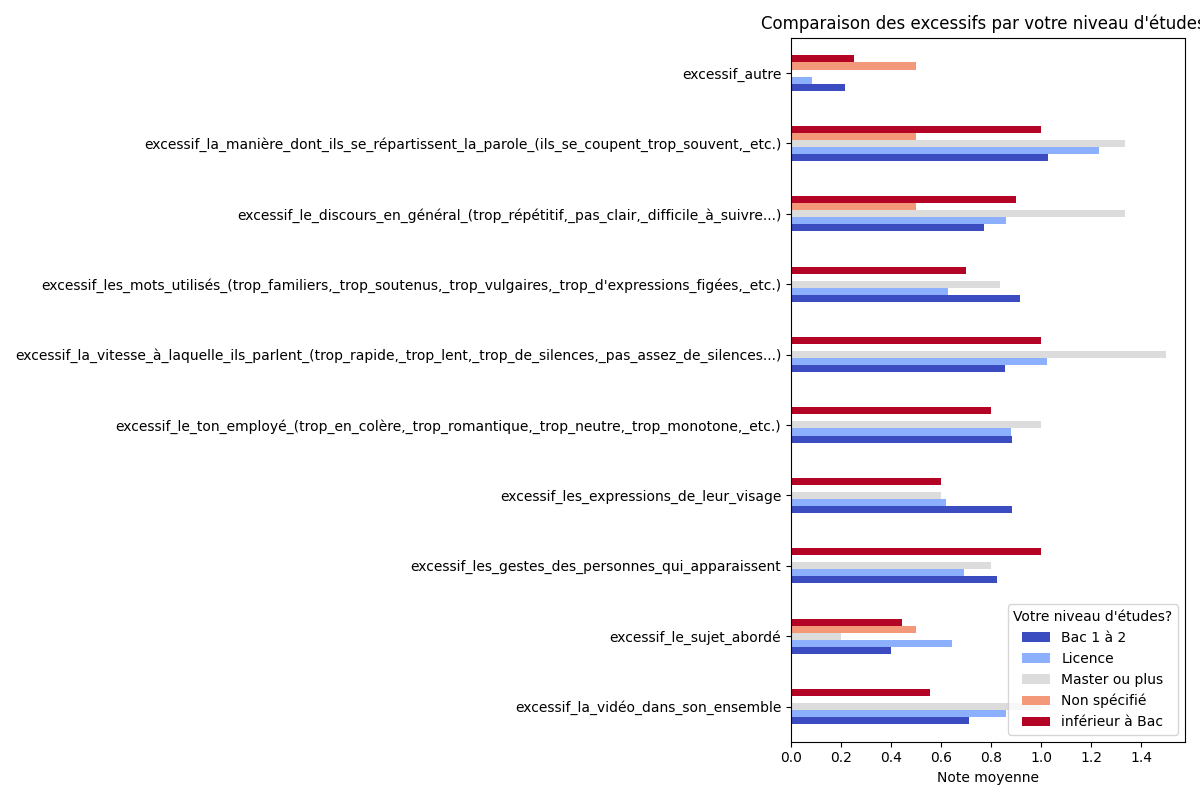 Comparaison des excessifs par votre niveau d'études
excessif_autre
excessif_la_manière_dont_ils_se_répartissent_la_parole_(ils_se_coupent_trop_souvent,_etc.)
excessif_le_discours_en_général_(trop_répétitif,_pas_clair,_difficile_à_suivre...)
excessif_les_mots_utilisés_(trop_familiers,_trop_soutenus,_trop_vulgaires,_trop_d'expressions_figées,_etc.)
excessif_la_vitesse_à_laquelle_ils_parlent_(trop_rapide,_trop_lent,_trop_de_silences,_pas_assez_de_silences...)
excessif_le_ton_employé_(trop_en_colère,_trop_romantique,_trop_neutre,_trop_monotone,_etc.)
excessif_les_expressions_de_leur_visage
excessif_les_gestes_des_personnes_qui_apparaissent
excessif_le_sujet_abordé
excessif_la_vidéo_dans_son_ensemble
Votre niveau d'études?
Bac 1 à 2
Licence
Master ou plus
Non spécifié
inférieur à Bac
0.0 0.2 0.4 0.6 0.8 1.0 1.2 1.4
Note moyenne